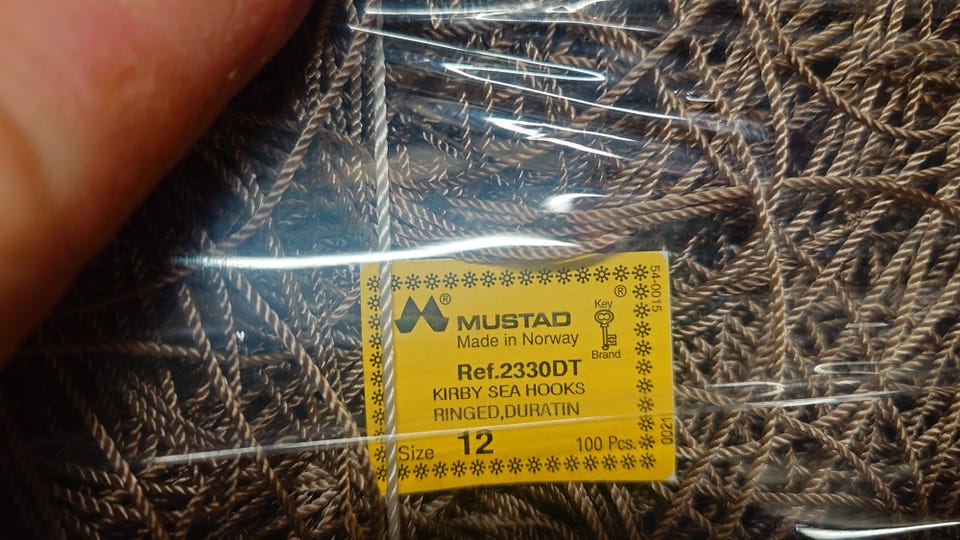 ®
MUSTAD
Made in Norway
Key
®
Brand
Ref.2330DT
KIRBY SEA HOOKS
RINGED,DURATIN
Size 12 100 Pcs.
54-0015
0021